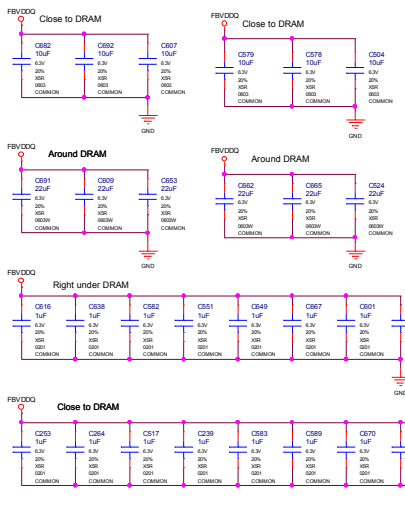 FBVDDQ
Close to DRAM
C682 C692 C607
10uF 10uF 10uF
6.3V 6.3V 6.3V
20% 20% 20%
X5R X5R X5R
0603 0603 0603
COMMON COMMON COMMON
GND
FBVDDQ
Close to DRAM
C579 C578 C504
10uF 10uF 10uF
6.3V 6.3V 6.3V
20% 20% 20%
X5R X5R X5R
0603 0603 0603
COMMON COMMON COMMON
GND
Around DRAM
C691 C609 C653
22uF 22uF 22uF
6.3V 6.3V 6.3V
20% 20% 20%
X5R X5R X5R
0603W 0603W 0603W
COMMON COMMON COMMON
GND
Around DRAM
C662 C665 C524
22uF 22uF 22uF
6.3V 6.3V 6.3V
20% 20% 20%
X5R X5R X5R
0603W 0603W 0603W
COMMON COMMON COMMON
GND
FBVDDQ
Right under DRAM
C616 C638 C582 C551 C649 C667 C601
1uF 1uF 1uF 1uF 1uF 1uF 1uF
6.3V 6.3V 6.3V 6.3V 6.3V 6.3V 6.3V
20% 20% 20% 20% 20% 20% 20%
X5R X5R X5R X5R X5R X5R X5R
0201 0201 0201 0201 0201 0201 0201
COMMON COMMON COMMON COMMON COMMON COMMON COMMON
GND
FBVDDQ
Close to DRAM
C253 C264 C517 C239 C583 C589 C670
1uF 1uF 1uF 1uF 1uF 1uF 1uF
6.3V 6.3V 6.3V 6.3V 6.3V 6.3V 6.3V
20% 20% 20% 20% 20% 20% 20%
X5R X5R X5R X5R X5R X5R X5R
0201 0201 0201 0201 0201 0201 0201
COMMON COMMON COMMON COMMON COMMON COMMON COMMON